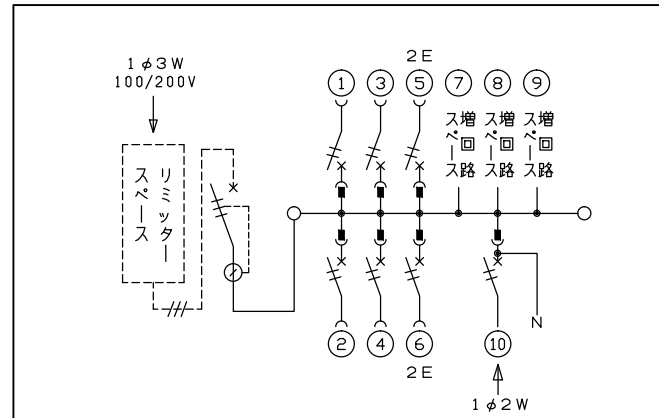 2E
1φ3W
100/200V
① ③ ⑤ ⑦ ⑧ ⑨
リミッター
スペース
増回路
スペース
増回路
スペース
増回路
スペース
N
② ④ ⑥ ⑩
2E
1φ2W